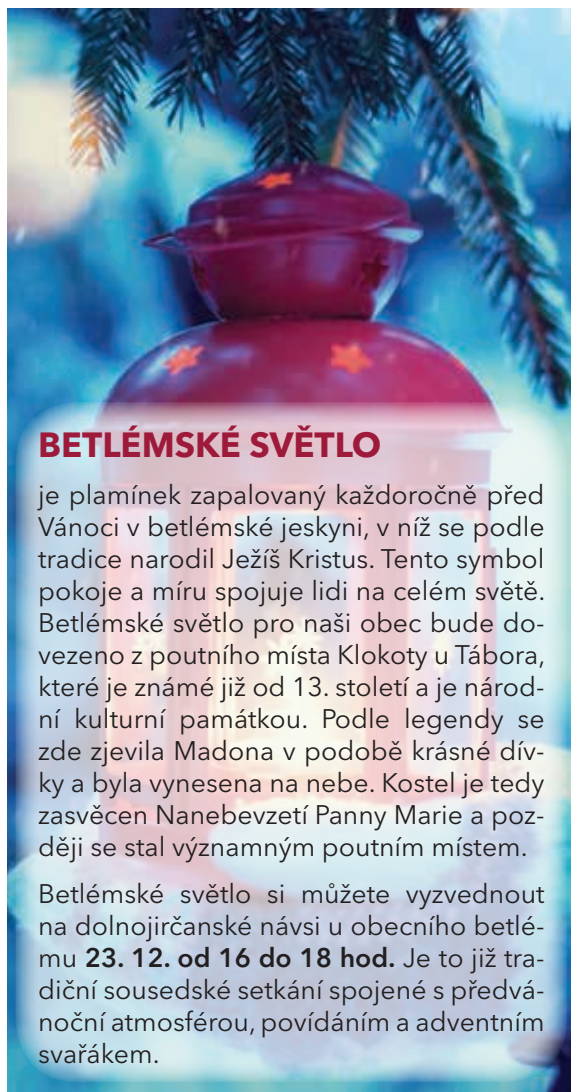 BETLÉMSKÉ SVĚTLO
je plamínek zapalovaný každoročně před
Vánoci v betlémské jeskyni, v níž se podle
tradice narodil Ježíš Kristus. Tento symbol
pokoje a míru spojuje lidi na celém světě.
Betlémské světlo pro naši obec bude do-
vezeno z poutního místa Klokoty u Tábora,
které je známé již od 13. století a je národ-
ní kulturní památkou. Podle legendy se
zde zjevila Madona v podobě krásné dív-
ky a byla vynesena na nebe. Kostel je tedy
zasvěcen Nanebevzetí Panny Marie a poz-
ději se stal významným poutním místem.
Betlémské světlo si můžete vyzvednout
na dolnojirčanské návsi u obecního betlé-
mu 23. 12. od 16 do 18 hod. Je to již tra-
diční sousedské setkání spojené s předvá-
noční atmosférou, povídáním a adventním
svařákem.